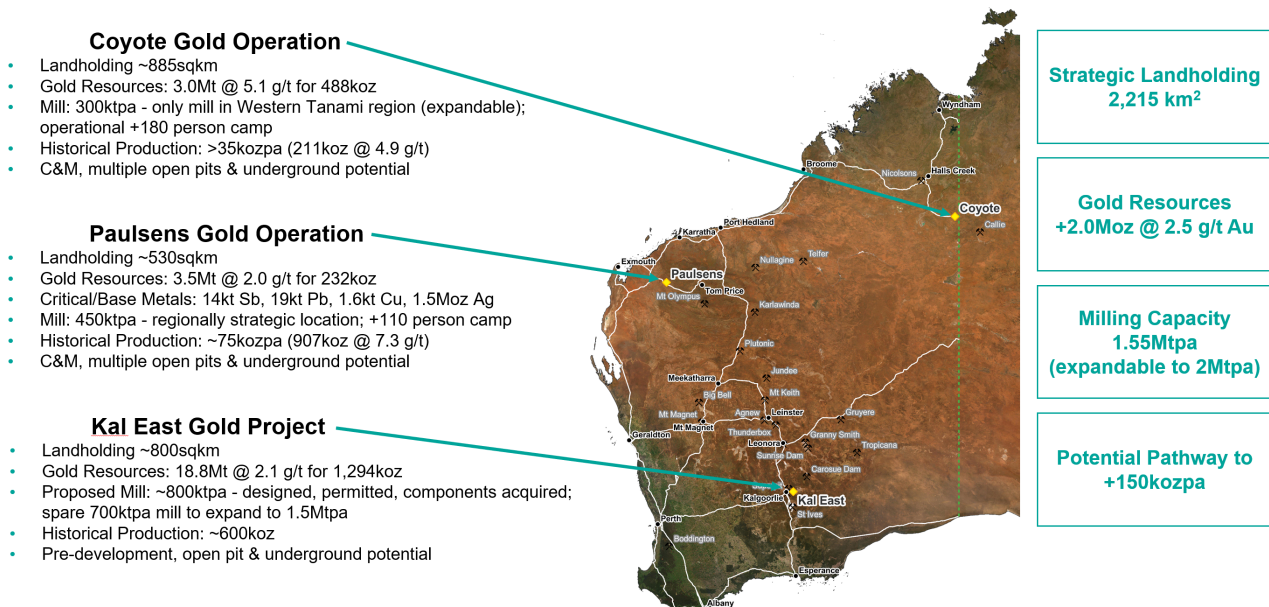 Coyote Gold Operation
• Landholding ~885sqkm
• Gold Resources: 3.0Mt @ 5.1 g/t for 488koz
• Mill: 300ktpa - only mill in Western Tanami region (expandable);
operational +180 person camp
• Historical Production: >35kozpa (211koz @ 4.9 g/t)
• C&M, multiple open pits & underground potential
Paulsens Gold Operation
• Landholding ~530sqkm
• Gold Resources: 3.5Mt @ 2.0 g/t for 232koz
• Critical/Base Metals: 14kt Sb, 19kt Pb, 1.6kt Cu, 1.5Moz Ag
• Mill: 450ktpa - regionally strategic location; +110 person camp
• Historical Production: ~75kozpa (907koz @ 7.3 g/t)
• C&M, multiple open pits & underground potential
Kal East Gold Project
• Landholding ~800sqkm
• Gold Resources: 18.8Mt @ 2.1 g/t for 1,294koz
• Proposed Mill: ~800ktpa - designed, permitted, components acquired;
spare 700ktpa mill to expand to 1.5Mtpa
• Historical Production: ~600koz
• Pre-development, open pit & underground potential
Wyndham
Broome
Halls Creek
Nicolsons
Coyote
Callie
Port Hedland
Karratha
Exmouth
Nullagine
Telfer
Paulsens
Tom Price
Mt Olympus
Karlawinda
Plutonic
Jundee
Meekatharra
Mt Keith
Big Bell
Mt Magnet
Agnew
Leinster
Gruyere
Mt Magnet
Thunderbox
Granny Smith
Geraldton
Leonora
Tropicana
Sunrise Dam
Carosue Dam
Kalgoorlie
Kal East
St Ives
Perth
Boddington
Esperance
Albany
Strategic Landholding
2,215 km²
Gold Resources
+2.0Moz @ 2.5 g/t Au
Milling Capacity
1.55Mtpa
(expandable to 2Mtpa)
Potential Pathway to
+150kozpa